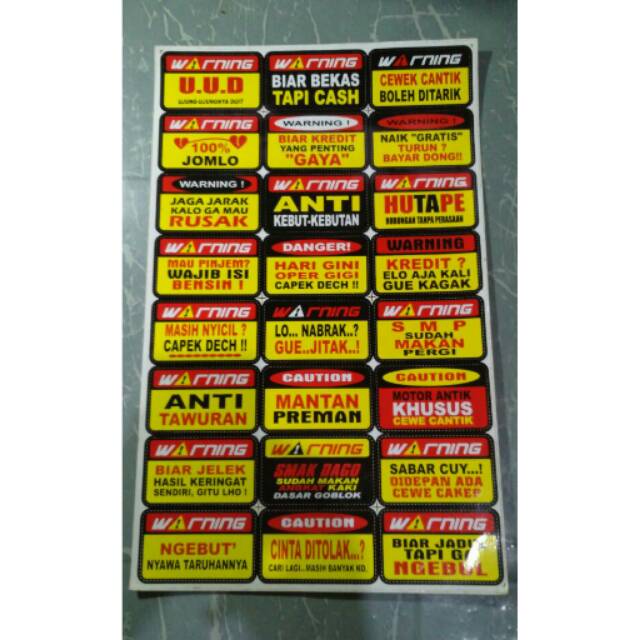 WARNING
U.U.D
UJUNG-UJUNGNYA DUIT
WARNING
BIAR BEKAS
TAPI CASH
WARNING
CEWEK CANTIK
BOLEH DITARIK
WARNING
100%
JOMLO
WARNING !
BIAR KREDIT
YANG PENTING
"GAYA"
WARNING !
NAIK "GRATIS"
TURUN ?
BAYAR DONG!!
WARNING !
JAGA JARAK
KALO GA MAU
RUSAK
WARNING
ANTI
KEBUT-KEBUTAN
WARNING
HUTAPE
HUBUNGAN TANPA PERASAAN
WARNING
MAU PINJEM?
WAJIB ISI
BENSIN !
DANGER!
HARI GINI
OPER GIGI
CAPEK DECH !!
WARNING
KREDIT ?
ELO AJA KALI
GUE KAGAK
WARNING
MASIH NYICIL ?
CAPEK DECH !!
WARNING
LO... NABRAK..?
GUE..JITAK..!
WARNING
S M P
SUDAH
MAKAN
PERGI
WARNING
ANTI
TAWURAN
CAUTION
MANTAN
PREMAN
CAUTION
MOTOR ANTIK
KHUSUS
CEWE CANTIK
WARNING
BIAR JELEK
HASIL KERINGAT
SENDIRI, GITU LHO !
WARNING
SMAK DAGO
SUDAH MAKAN
ANGKAT KAKI
DASAR GOBLOK
WARNING
SABAR CUY...!
DIDEPAN ADA
CEWE CAKEP
WARNING
NGEBUT'
NYAWA TARUHANNYA
CAUTION
CINTA DITOLAK...?
CARI LAGI.. MASIH BANYAK KO.
WARNING
BIAR JADUL
TAPI GA
NGEBUL